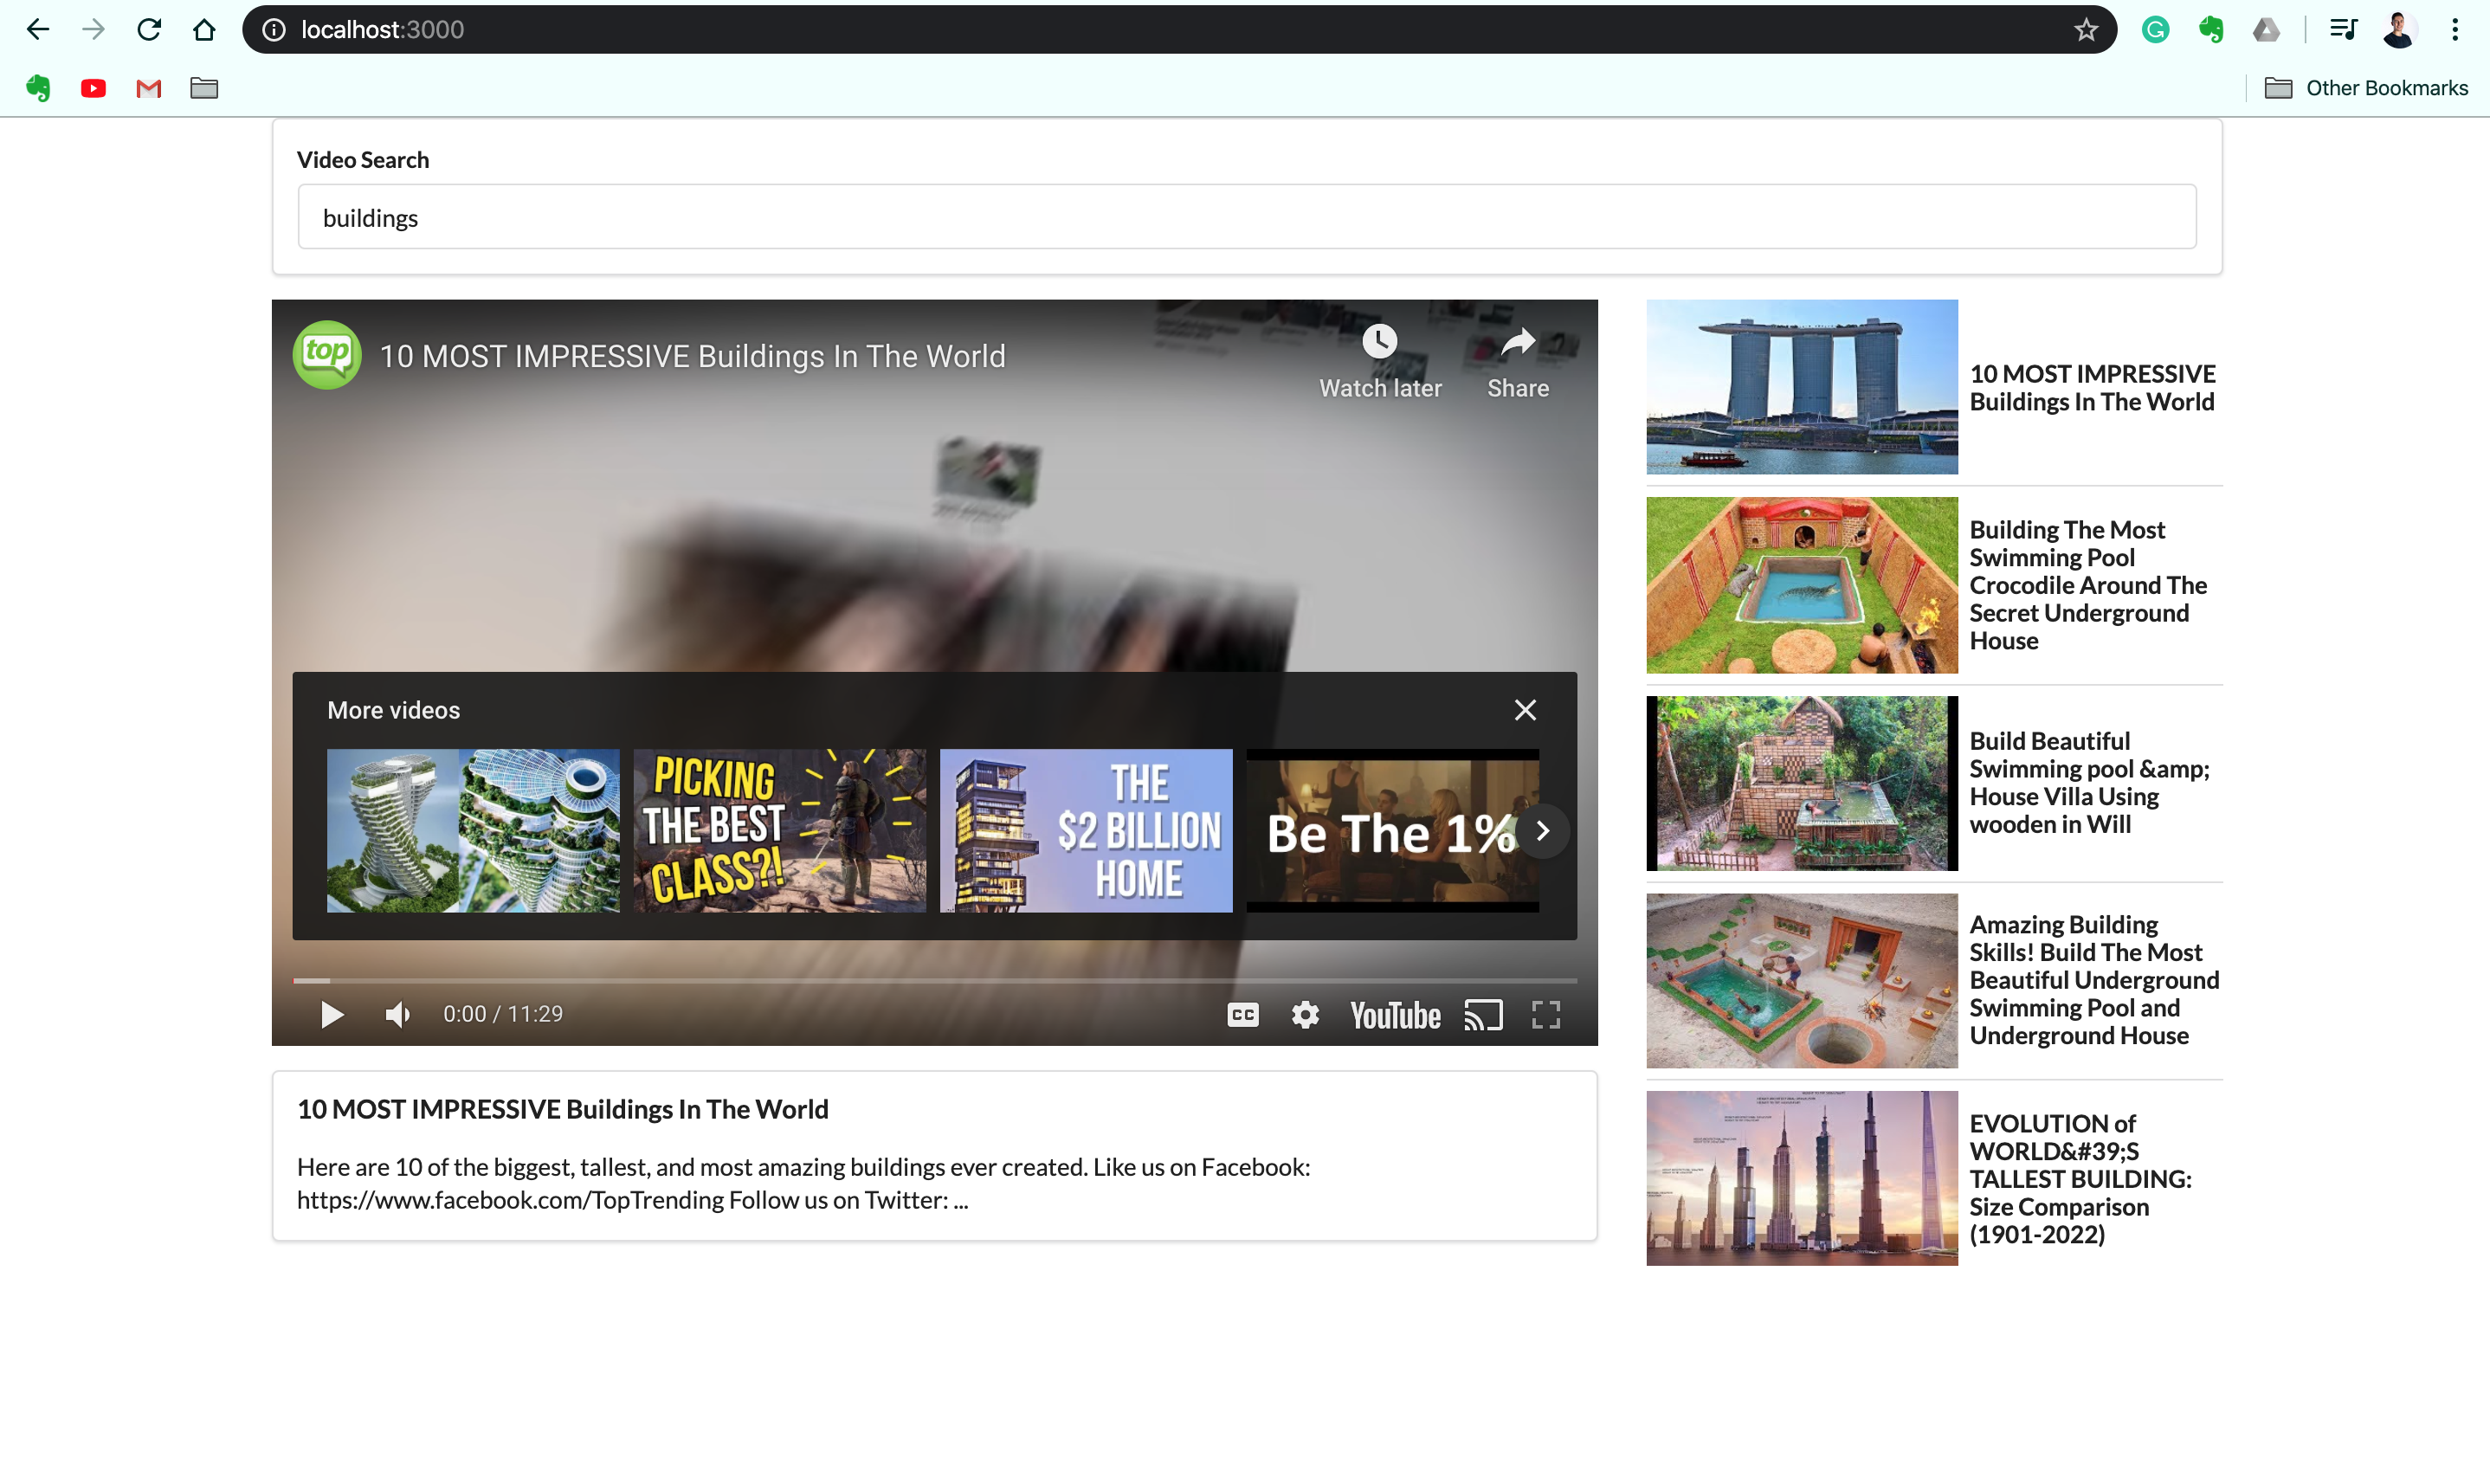 localhost:3000
Other Bookmarks
Video Search
buildings
top
10 MOST IMPRESSIVE Buildings In The World
Watch later
Share
More videos
PICKING
THE BEST
CLASS?!
THE
$2 BILLION
HOME
Be The 1%
0:00 / 11:29
CC
YouTube
10 MOST IMPRESSIVE Buildings In The World
Here are 10 of the biggest, tallest, and most amazing buildings ever created. Like us on Facebook:
https://www.facebook.com/TopTrending Follow us on Twitter: ...
10 MOST IMPRESSIVE
Buildings In The World
Building The Most
Swimming Pool
Crocodile Around The
Secret Underground
House
Build Beautiful
Swimming pool &amp;amp;
House Villa Using
wooden in Will
Amazing Building
Skills! Build The Most
Beautiful Underground
Swimming Pool and
Underground House
EVOLUTION of
WORLD&amp;#39;S
TALLEST BUILDING:
Size Comparison
(1901-2022)